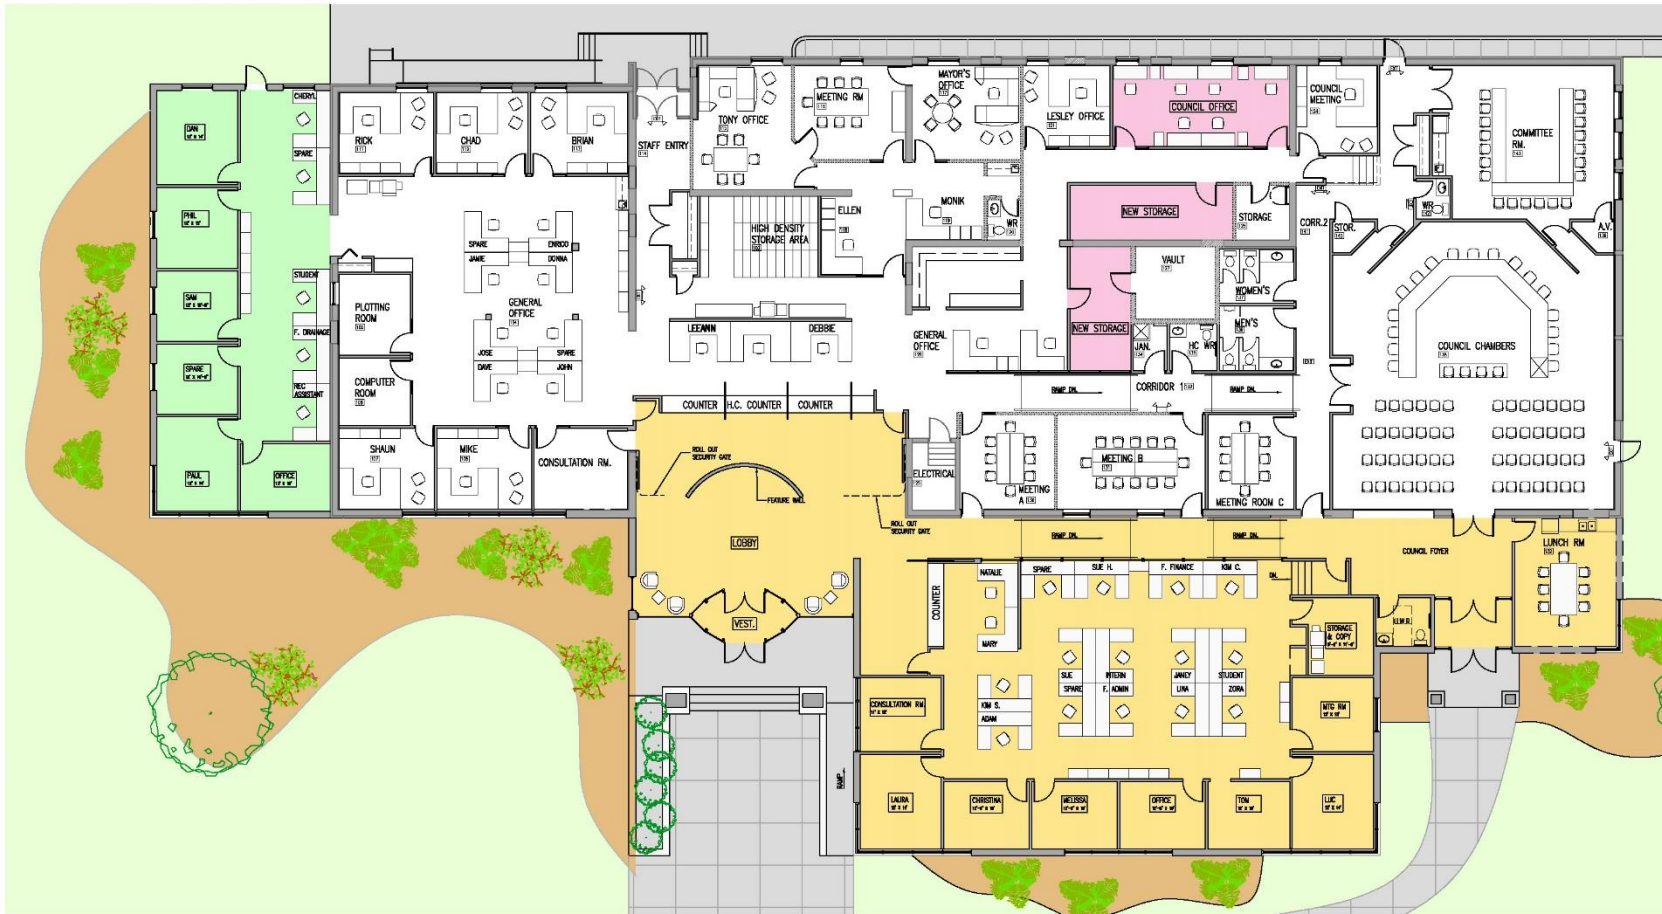 CHERYL
DAN
SPARE
PHIL
STUDENT
SAM
F. DRAINAGE
SPARE
REC
ASSISTANT
PAUL
OFFICE
RICK
CHAD
BRIAN
SPARE
ENRICO
JAMIE
DONNA
PLOTTING
ROOM
GENERAL
OFFICE
JOSE
SPARE
DAVE
JOHN
COMPUTER
ROOM
SHAUN
MIKE
CONSULTATION RM.
STAFF ENTRY
TONY OFFICE
MEETING RM
MAYOR'S
OFFICE
LESLEY OFFICE
COUNCIL OFFICE
COUNCIL
MEETING
COMMITTEE
RM.
HIGH DENSITY
STORAGE AREA
ELLEN
MONIK
WR
NEW STORAGE
STORAGE
CORR.2
STOR.
WR
A.V.
VAULT
WOMEN'S
MEN'S
NEW STORAGE
JAN.
HC WR
LEEANN
DEBBIE
GENERAL
OFFICE
COUNCIL CHAMBERS
RAMP DN.
CORRIDOR 1
RAMP DN.
COUNTER
H.C. COUNTER
COUNTER
ROLL OUT
SECURITY GATE
FEATURE WALL
ROLL OUT
SECURITY GATE
ELECTRICAL
MEETING
A
MEETING B
MEETING ROOM C
LOBBY
VEST.
RAMP DN.
RAMP DN.
COUNCIL FOYER
LUNCH RM
COUNTER
NATALIE
MARY
SPARE
SUE H.
F. FINANCE
KIM C.
DN.
STORAGE
& COPY
U.W.R.
SUE
INTERN
JANEY
STUDENT
SPARE
F. ADMIN
LINA
ZORA
CONSULTATION RM.
KIM S.
ADAM
MTG RM
RAMP
LAURA
CHRISTINA
MELISSA
OFFICE
TOM
LUC